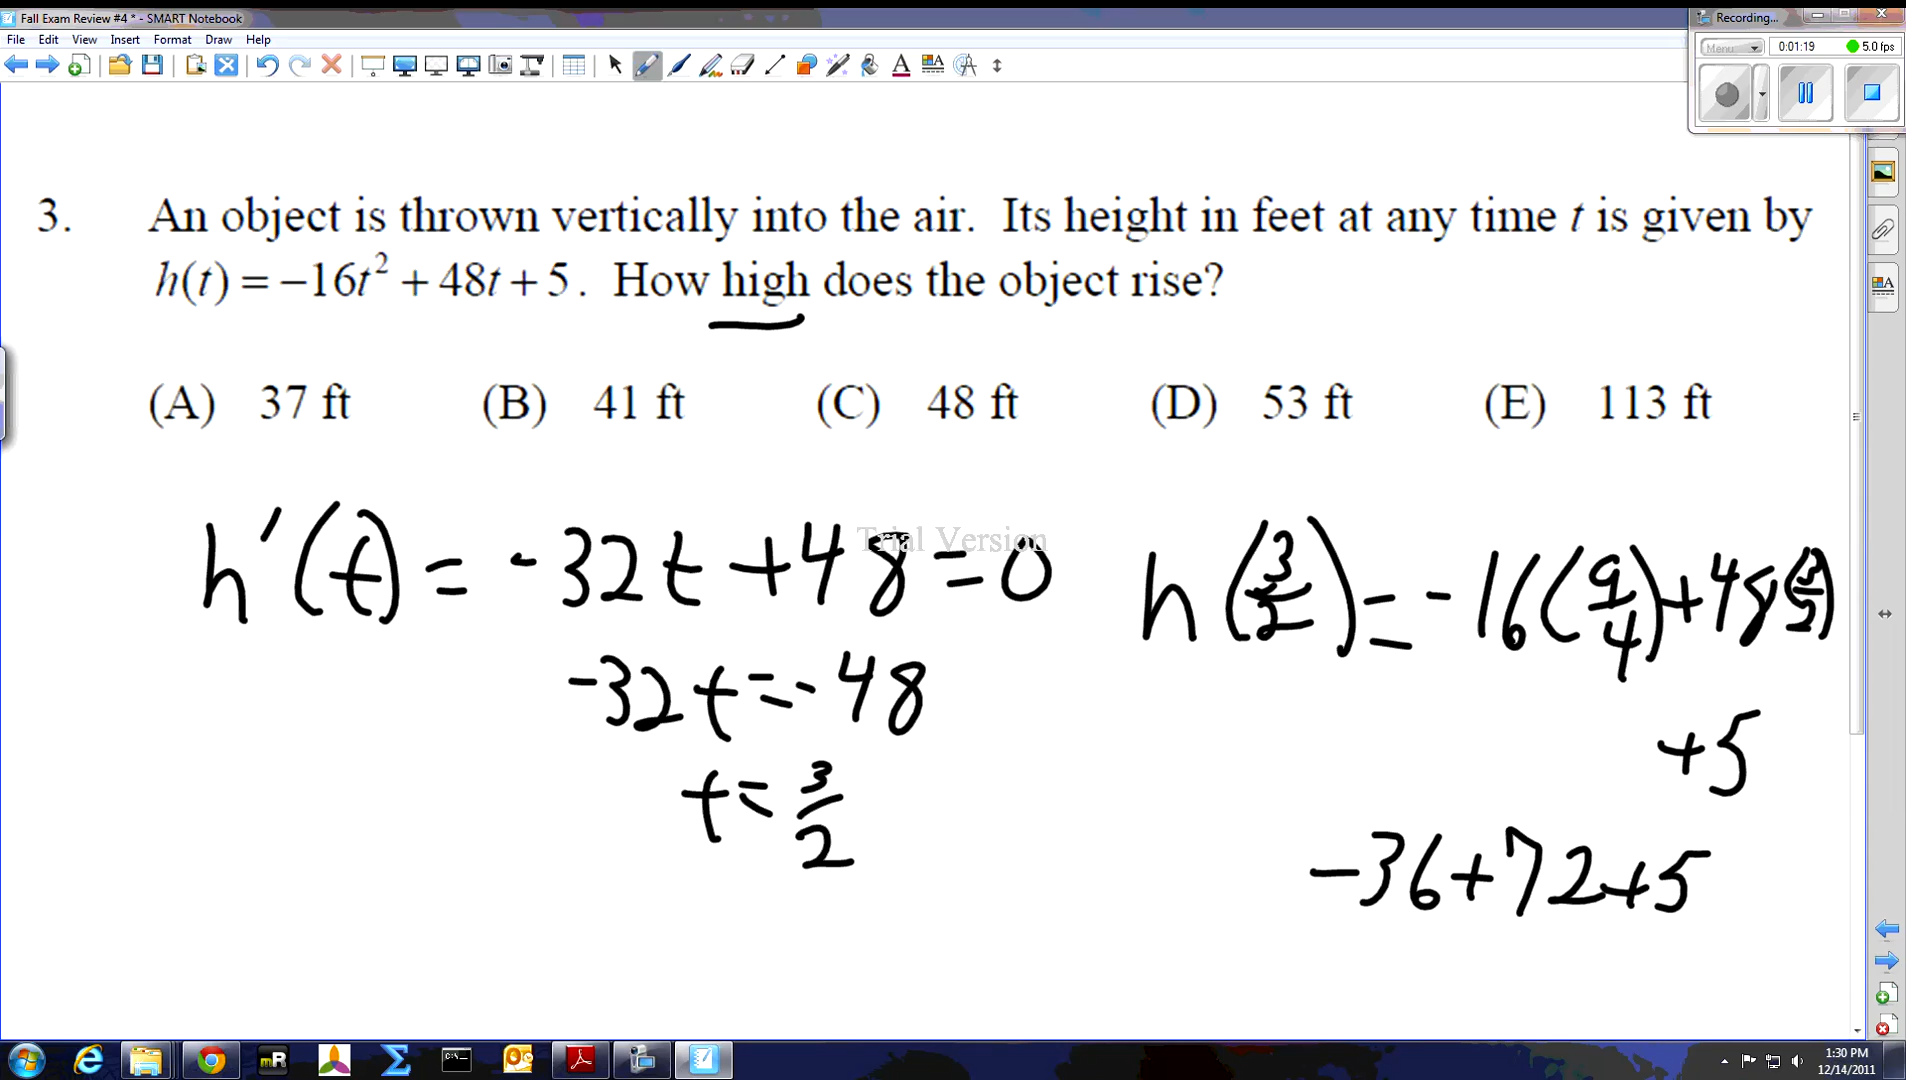 Fall Exam Review #4 * - SMART Notebook
Recording...
File Edit View Insert Format Draw Help
Menu 0:01:19 5.0 fps
3. An object is thrown vertically into the air. Its height in feet at any time t is given by
h(t) = −16t² + 48t + 5. How high does the object rise?
(A) 37 ft (B) 41 ft (C) 48 ft (D) 53 ft (E) 113 ft
Trial Version
h'(t) = -32t + 48 = 0
-32t = -48
t = 3/2
h(3/2) = -16(9/4) + 48(3/2)
+5
-36+72+5
1:30 PM
12/14/2011